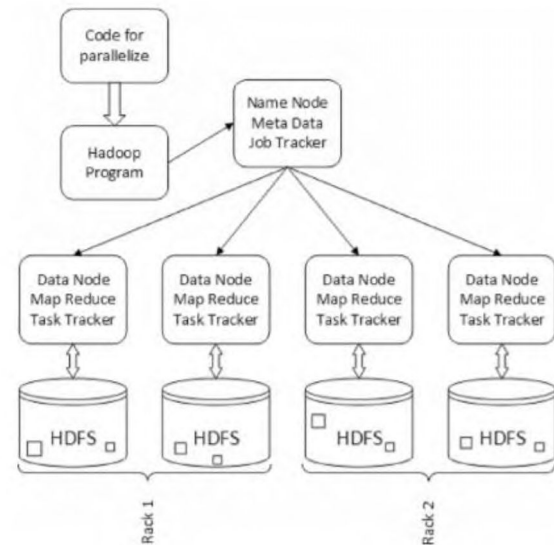 Code for
parallelize
Hadoop
Program
Name Node
Meta Data
Job Tracker
Data Node
Map Reduce
Task Tracker
Data Node
Map Reduce
Task Tracker
Data Node
Map Reduce
Task Tracker
Data Node
Map Reduce
Task Tracker
HDFS
HDFS
HDFS
HDFS
Rack 1
Rack 2